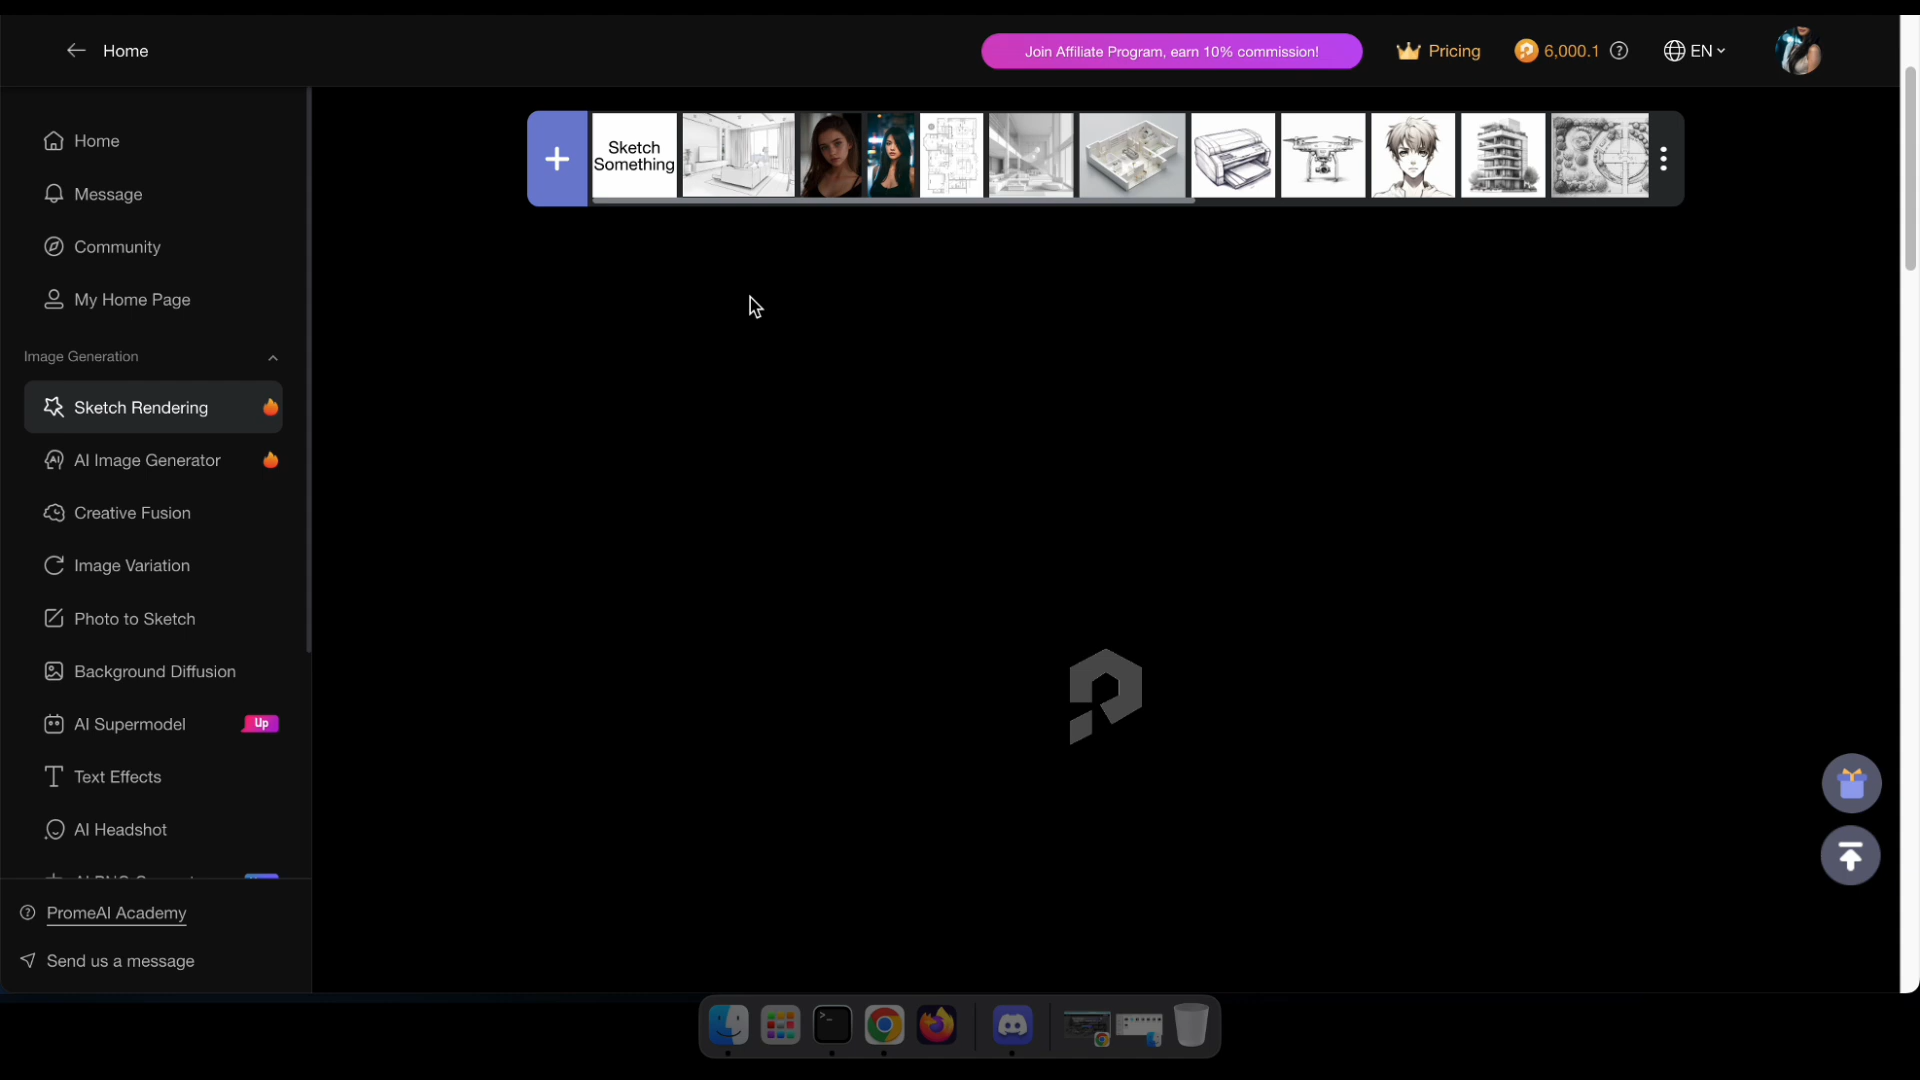 Home
Join Affiliate Program, earn 10% commission!
Pricing
6,000.1
EN
Home
Message
Community
My Home Page
Image Generation
Sketch Rendering
AI Image Generator
Creative Fusion
Image Variation
Photo to Sketch
Background Diffusion
AI Supermodel
Up
Text Effects
AI Headshot
PromeAI Academy
Send us a message
Sketch
Something